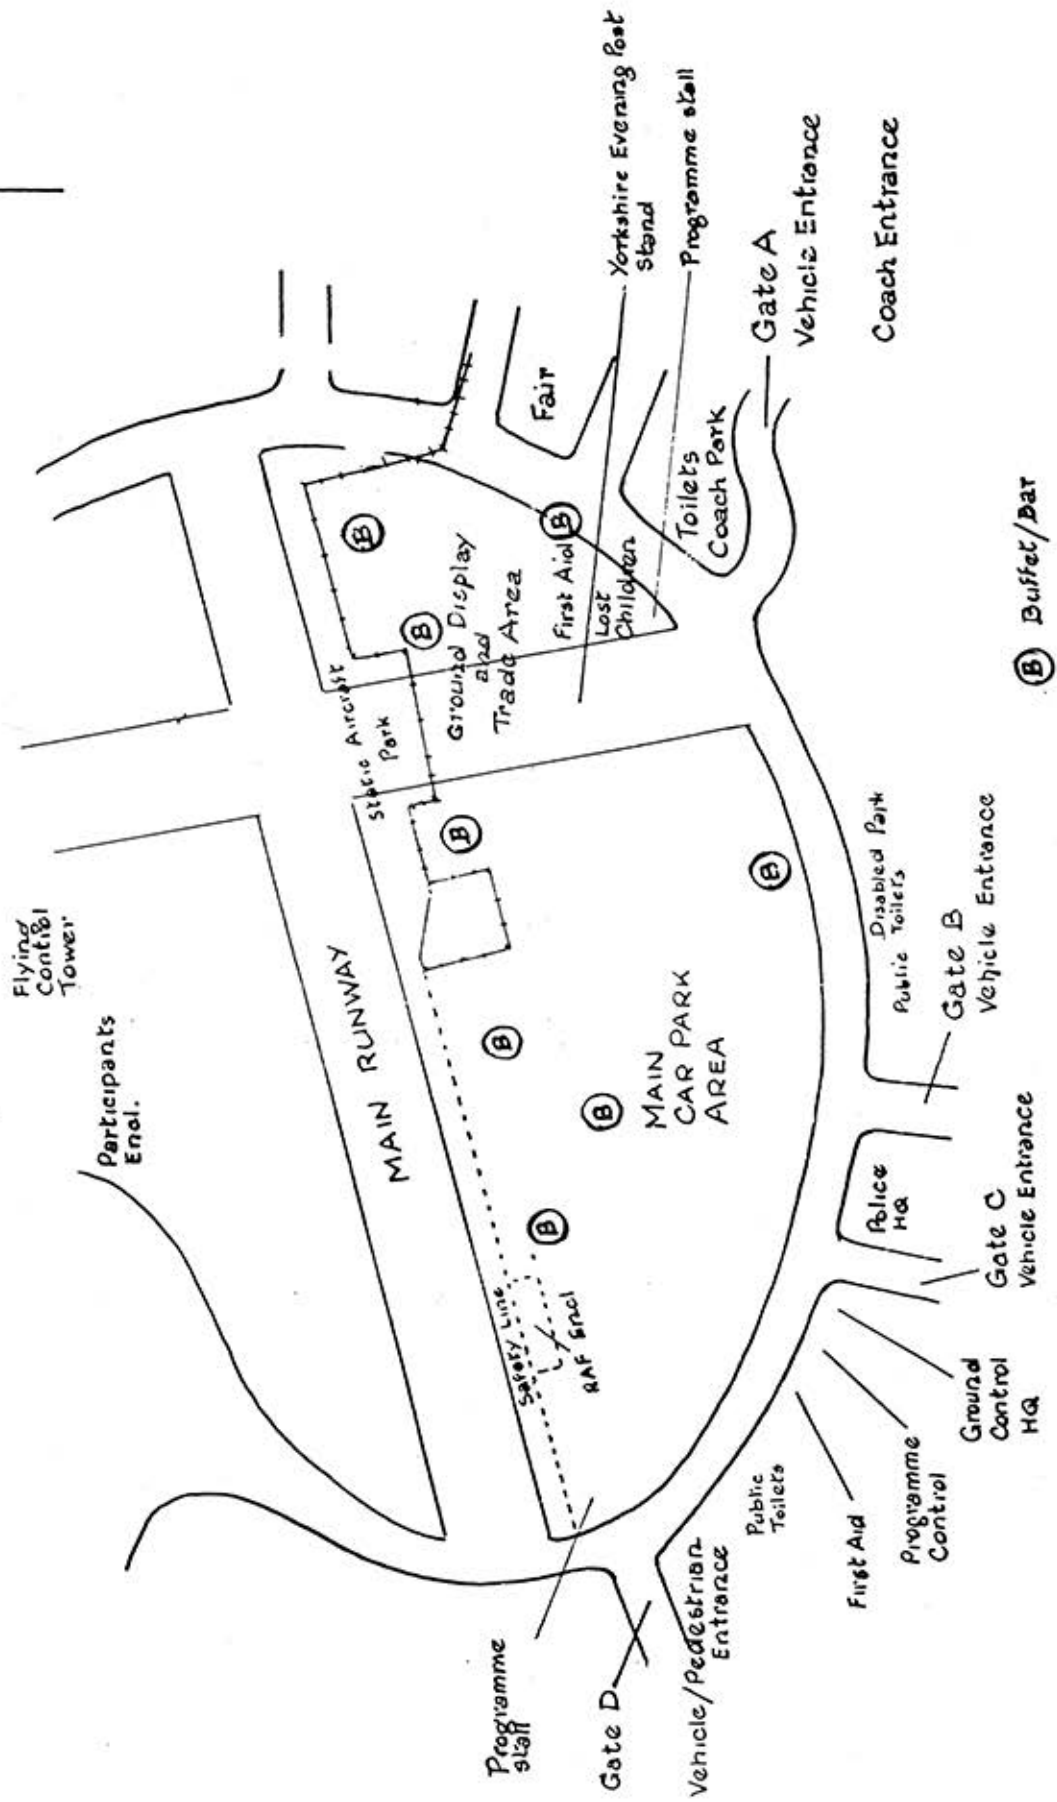 Flying
Control
Tower
Participants
Encl.
MAIN RUNWAY
B
Static Aircraft
Park
B
Ground Display
and
Trade Area
B
B
Safety Line
B
RAF Encl
Programme
stall
Fair
B
First Aid
B
Lost
Children
Yorkshire Evening Post
Stand
MAIN
CAR PARK
AREA
Programme stall
Toilets
Coach Park
Gate D
Vehicle/Pedestrian
Entrance
B
Gate A
Vehicle Entrance
Public
Toilets
Coach Entrance
Disabled Park
Public Toilets
Police
HQ
First Aid
Programme
Control
Gate B
Vehicle Entrance
Ground
Control
HQ
Gate C
Vehicle Entrance
B Buffet/Bar